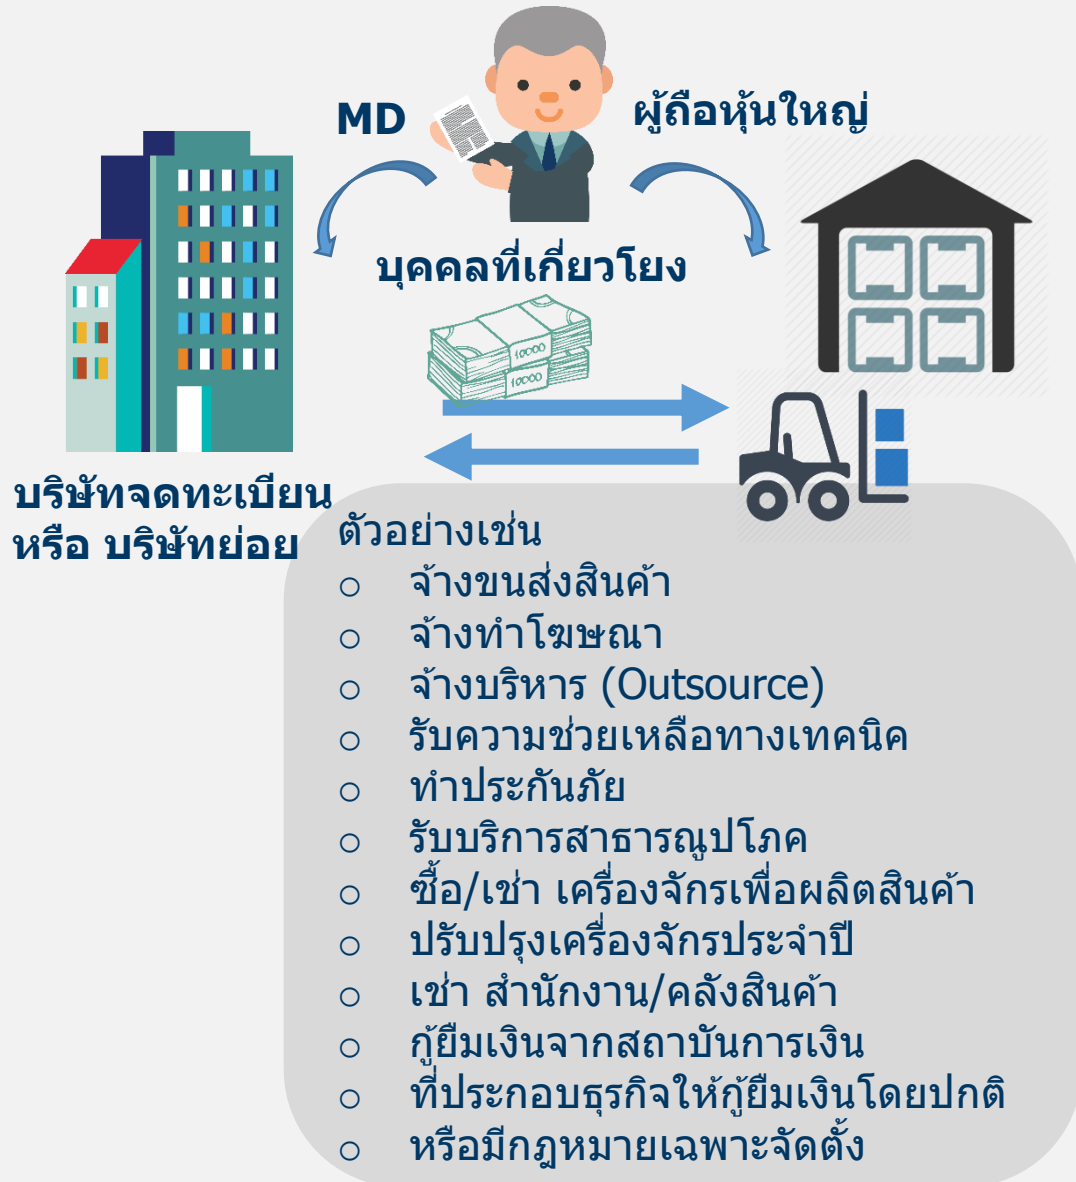 MD
ผู้ถือหุ้นใหญ่
บุคคลที่เกี่ยวโยง
10000
10000
บริษัทจดทะเบียน
หรือ บริษัทย่อย
ตัวอย่างเช่น
o จ้างขนส่งสินค้า
o จ้างทำโฆษณา
o จ้างบริหาร (Outsource)
o รับความช่วยเหลือทางเทคนิค
o ทำประกันภัย
o รับบริการสาธารณูปโภค
o ซื้อ/เช่า เครื่องจักรเพื่อผลิตสินค้า
o ปรับปรุงเครื่องจักรประจำปี
o เช่า สำนักงาน/คลังสินค้า
o กู้ยืมเงินจากสถาบันการเงิน
o ที่ประกอบธุรกิจให้กู้ยืมเงินโดยปกติ
o หรือมีกฎหมายเฉพาะจัดตั้ง